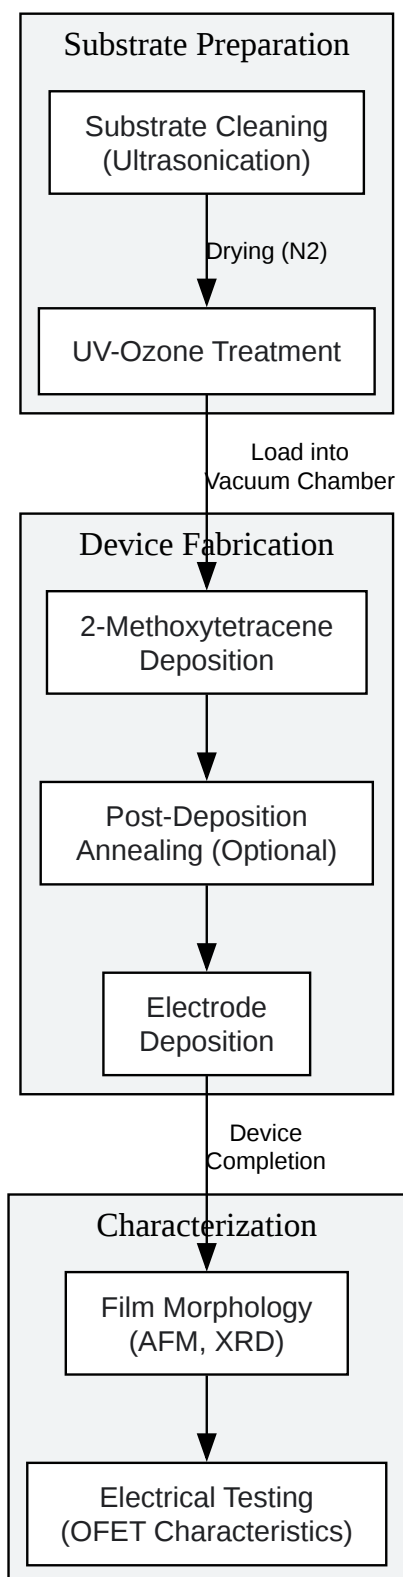 Substrate Preparation
Substrate Cleaning
(Ultrasonication)
Drying (N2)
UV-Ozone Treatment
Load into
Vacuum Chamber
Device Fabrication
2-Methoxytetracene
Deposition
Post-Deposition
Annealing (Optional)
Electrode
Deposition
Device
Completion
Characterization
Film Morphology
(AFM, XRD)
Electrical Testing
(OFET Characteristics)